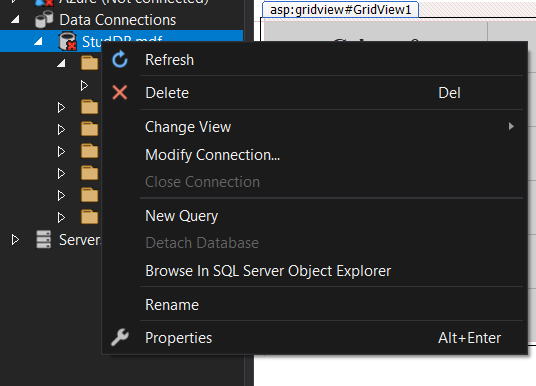 Azure (Not connected)
asp:gridview#GridView1
Data Connections
StudDB.mdf
Refresh
Delete Del
Change View
Modify Connection...
Close Connection
New Query
Detach Database
Servers
Browse In SQL Server Object Explorer
Rename
Properties Alt+Enter